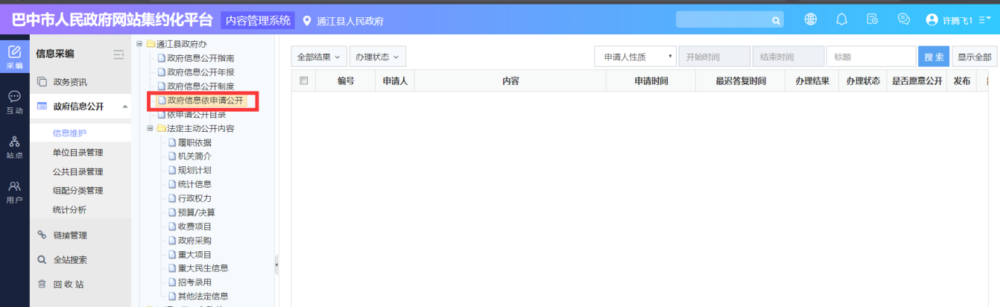 巴中市人民政府网站集约化平台 内容管理系统 通江县人民政府 许腾飞1
采编
互动
站点
用户
信息采编
政务资讯
政府信息公开
信息维护
单位目录管理
公共目录管理
组配分类管理
统计分析
链接管理
全站搜索
回收站
通江县政府办
政府信息公开指南
政府信息公开年报
政府信息公开制度
政府信息依申请公开
依申请公开目录
法定主动公开内容
履职依据
机关简介
规划计划
统计信息
行政权力
预算/决算
收费项目
政府采购
重大项目
重大民生信息
招考录用
其他法定信息
全部结果 办理状态 申请人性质 开始时间 结束时间 标题 搜索 显示全部
编号 申请人 内容 申请时间 最迟答复时间 办理结果 办理状态 是否愿意公开 发布